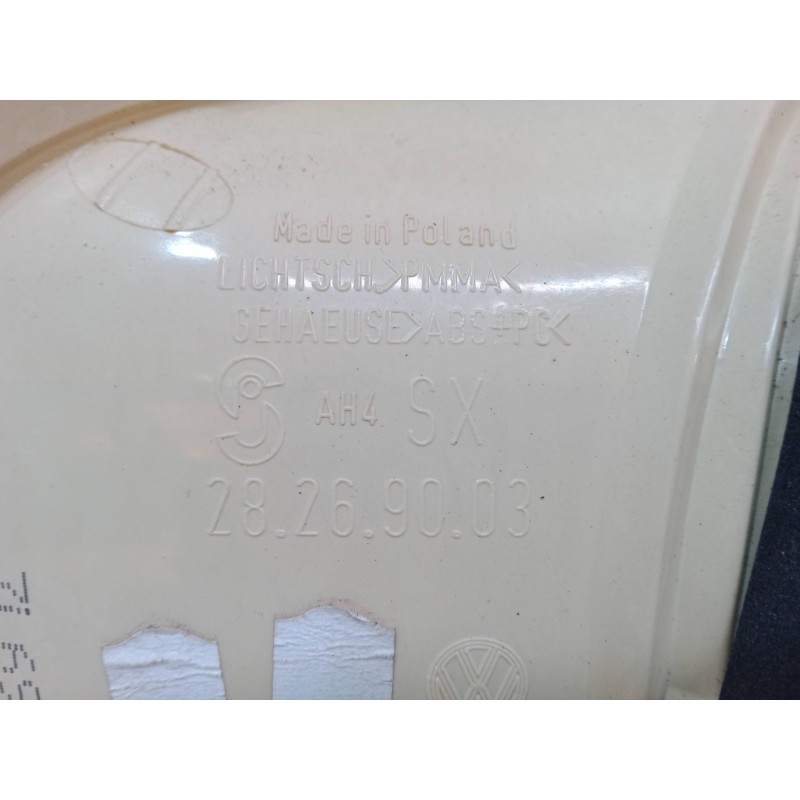 Made in Poland
LICHTSCH>PMMA<
GEHAEUSE>ABS+PC<
AH4 SX
28.26.90.03